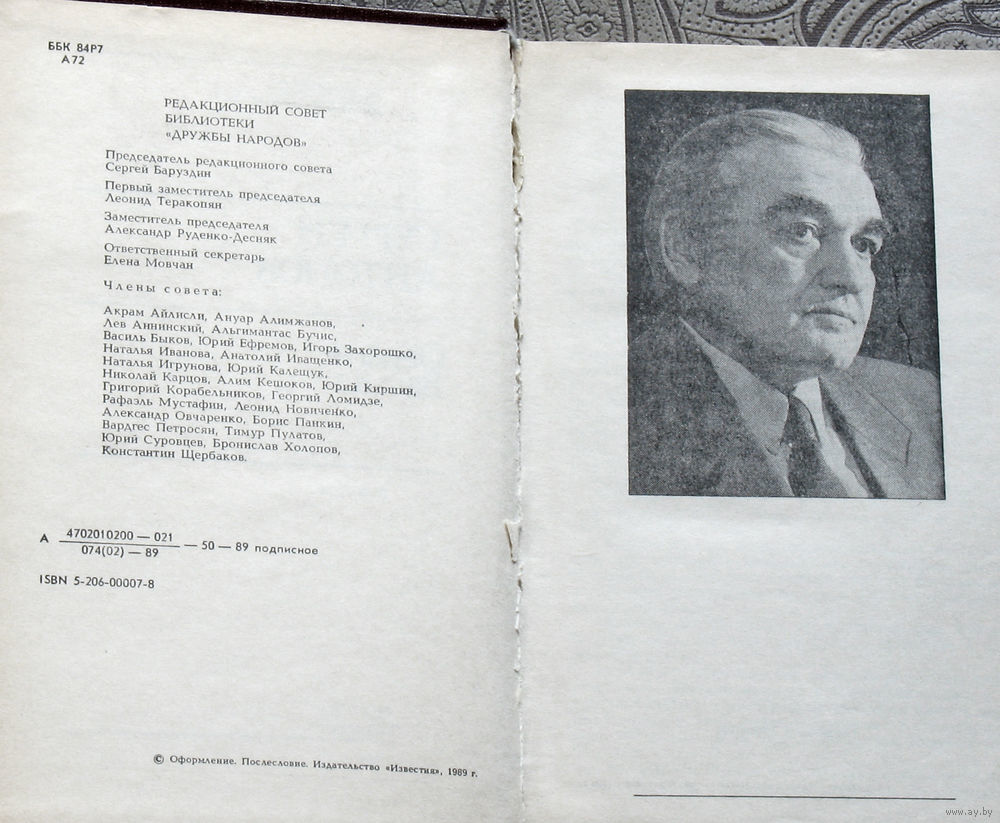 ББК 84Р7
А72
РЕДАКЦИОННЫЙ СОВЕТ
БИБЛИОТЕКИ
«ДРУЖБЫ НАРОДОВ»
Председатель редакционного совета
Сергей Баруздин
Первый заместитель председателя
Леонид Теракопян
Заместитель председателя
Александр Руденко-Десняк
Ответственный секретарь
Елена Мовчан
Члены совета:
Акрам Айлисли, Ануар Алимжанов,
Лев Аннинский, Альгимантас Бучис,
Василь Быков, Юрий Ефремов, Игорь Захорошко,
Наталья Иванова, Анатолий Иващенко,
Наталья Игрунова, Юрий Калещук,
Николай Карцов, Алим Кешоков, Юрий Киршин,
Григорий Корабельников, Георгий Ломидзе,
Рафаэль Мустафин, Леонид Новиченко,
Александр Овчаренко, Борис Панкин,
Вардгес Петросян, Тимур Пулатов,
Юрий Суровцев, Бронислав Холопов,
Константин Щербаков.
А 4702010200 — 021
074(02) — 89 — 50 — 89 подписное
ISBN 5-206-00007-8
© Оформление. Послесловие. Издательство «Известия», 1989 г.
www.ay.by